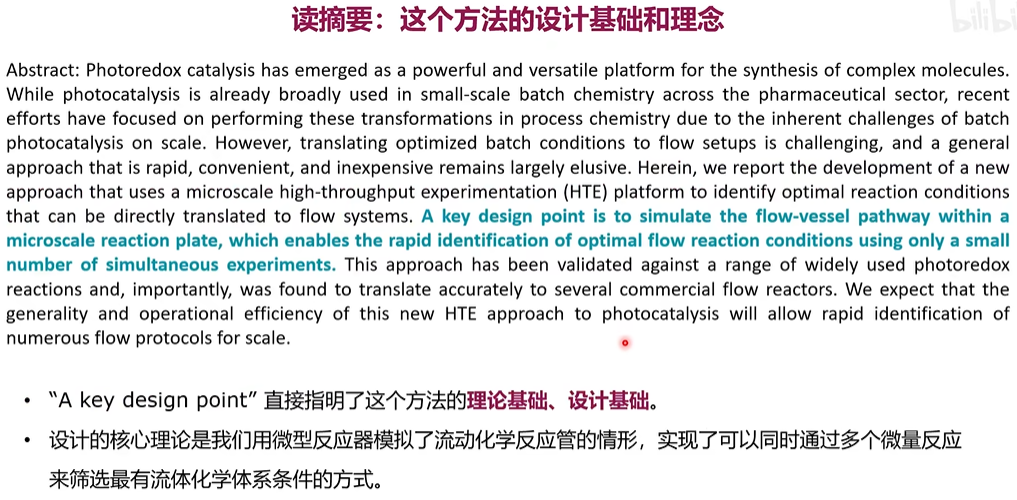 读摘要：这个方法的设计基础和理念
bilibi
Abstract: Photoredox catalysis has emerged as a powerful and versatile platform for the synthesis of complex molecules.
While photocatalysis is already broadly used in small-scale batch chemistry across the pharmaceutical sector, recent
efforts have focused on performing these transformations in process chemistry due to the inherent challenges of batch
photocatalysis on scale. However, translating optimized batch conditions to flow setups is challenging, and a general
approach that is rapid, convenient, and inexpensive remains largely elusive. Herein, we report the development of a new
approach that uses a microscale high-throughput experimentation (HTE) platform to identify optimal reaction conditions
that can be directly translated to flow systems. A key design point is to simulate the flow-vessel pathway within a
microscale reaction plate, which enables the rapid identification of optimal flow reaction conditions using only a small
number of simultaneous experiments. This approach has been validated against a range of widely used photoredox
reactions and, importantly, was found to translate accurately to several commercial flow reactors. We expect that the
generality and operational efficiency of this new HTE approach to photocatalysis will allow rapid identification of
numerous flow protocols for scale.
• “A key design point” 直接指明了这个方法的理论基础、设计基础。
• 设计的核心理论是我们用微型反应器模拟了流动化学反应管的情形，实现了可以同时通过多个微量反应
来筛选最有流体化学体系条件的方式。